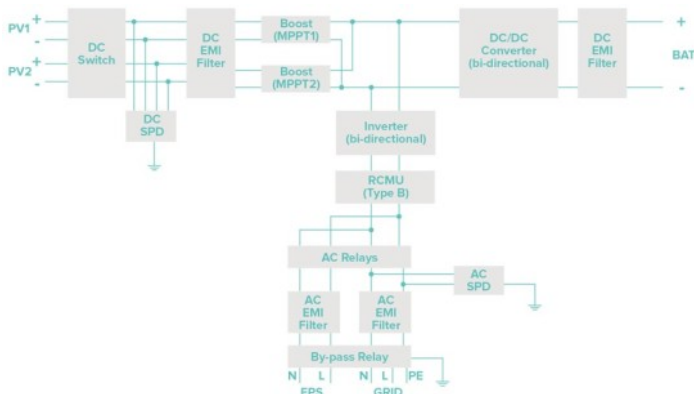 PV1 +
-
PV2 +
-
DC
Switch
DC
SPD
DC
EMI
Filter
Boost
(MPPT1)
Boost
(MPPT2)
DC/DC
Converter
(bi-directional)
DC
EMI
Filter
+
BAT
-
Inverter
(bi-directional)
RCMU
(Type B)
AC Relays
AC
SPD
AC
EMI
Filter
AC
EMI
Filter
By-pass Relay
N L N L PE
EPS GRID